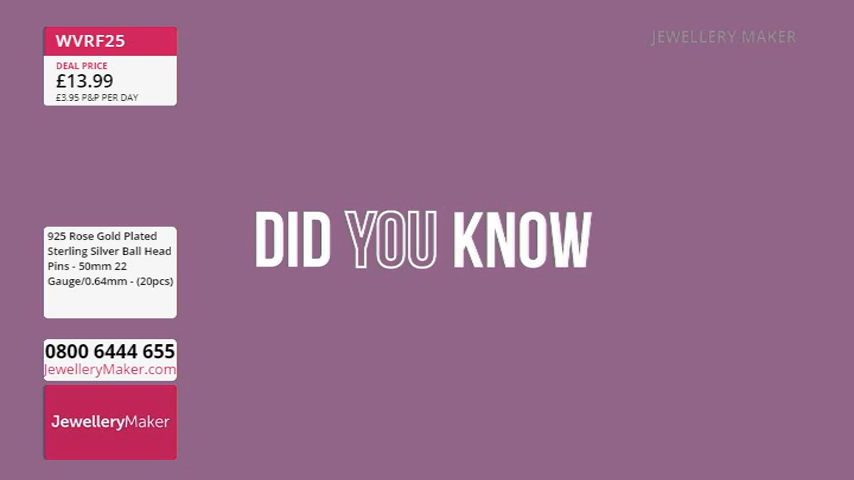 WVRF25
DEAL PRICE
£13.99
£3.95 P&P PER DAY
JEWELLERY MAKER
DID YOU KNOW
925 Rose Gold Plated
Sterling Silver Ball Head
Pins - 50mm 22
Gauge/0.64mm - (20pcs)
0800 6444 655
JewelleryMaker.com
JewelleryMaker